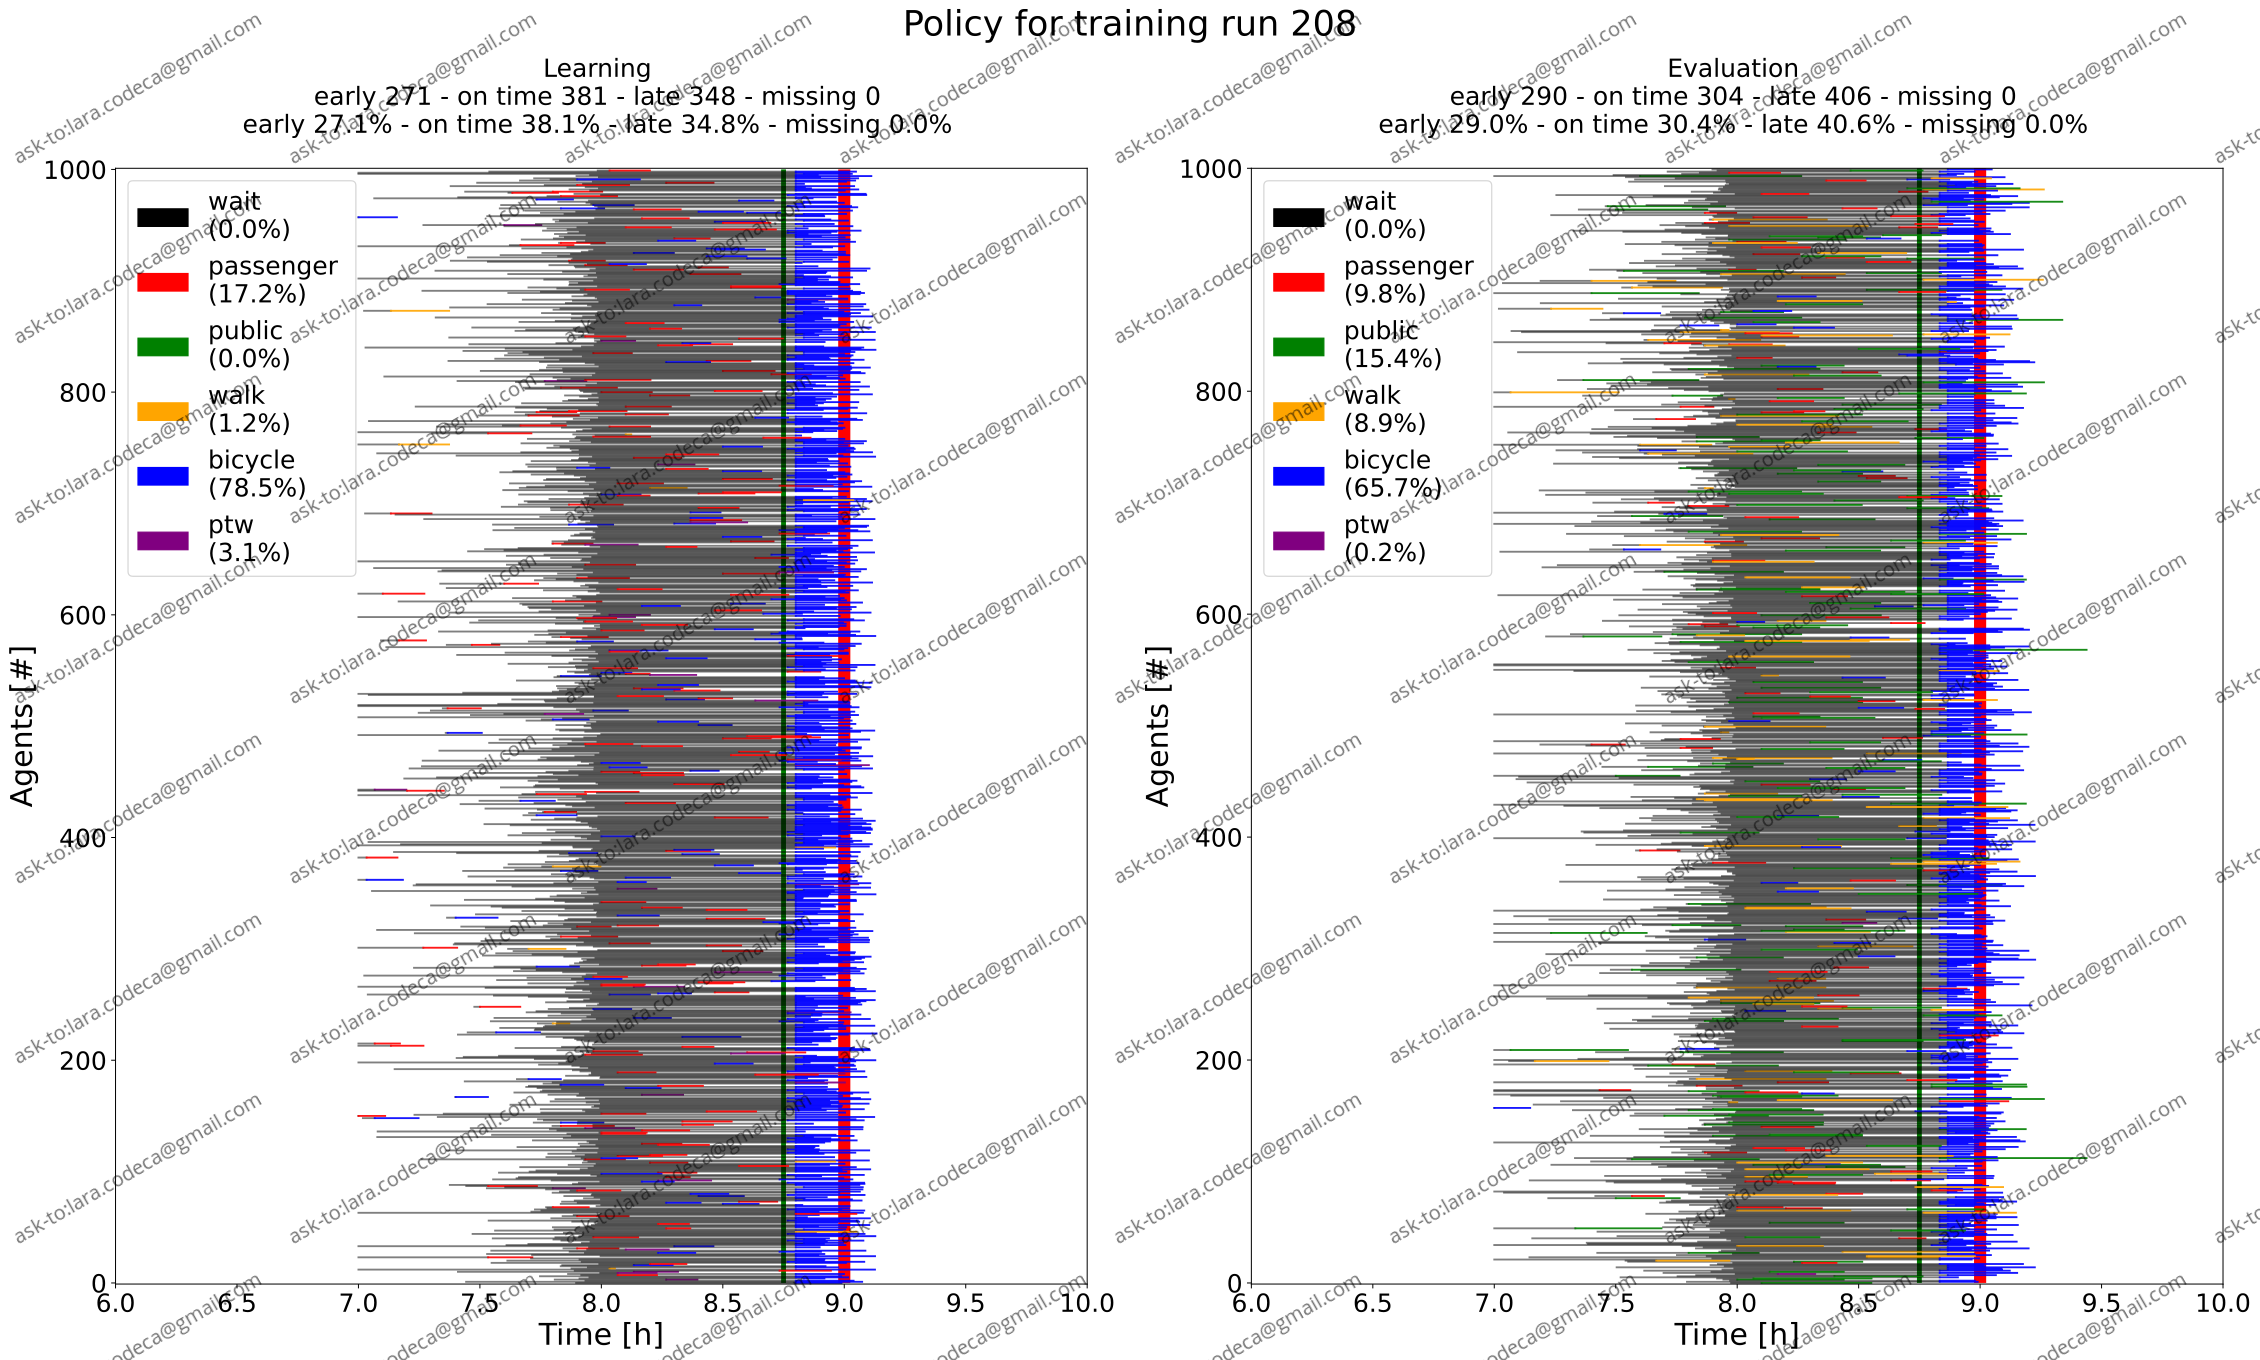 Policy for training run 208
Learning
early 271 - on time 381 - late 348 - missing 0
early 27.1% - on time 38.1% - late 34.8% - missing 0.0%
wait
(0.0%)
passenger
(17.2%)
public
(0.0%)
walk
(1.2%)
bicycle
(78.5%)
ptw
(3.1%)
Agents [#]
1000
800
600
400
200
0
6.0 6.5 7.0 7.5 8.0 8.5 9.0 9.5 10.0
Time [h]
Evaluation
early 290 - on time 304 - late 406 - missing 0
early 29.0% - on time 30.4% - late 40.6% - missing 0.0%
wait
(0.0%)
passenger
(9.8%)
public
(15.4%)
walk
(8.9%)
bicycle
(65.7%)
ptw
(0.2%)
Agents [#]
1000
800
600
400
200
0
6.0 6.5 7.0 7.5 8.0 8.5 9.0 9.5 10.0
Time [h]
ask-to:lara.codeca@gmail.com